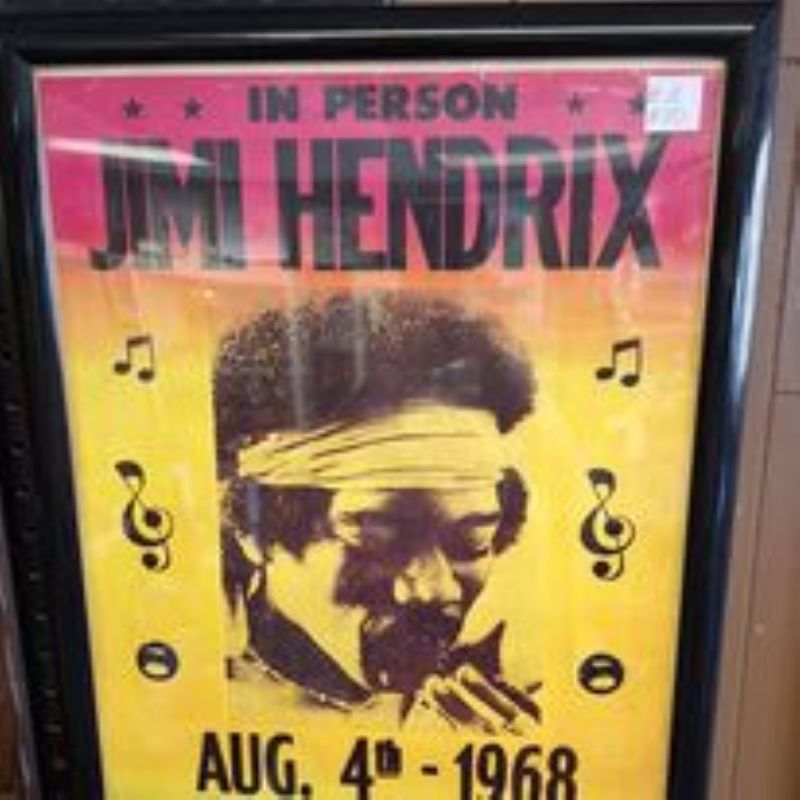 IN PERSON
JIMI HENDRIX
AUG. 4th - 1968